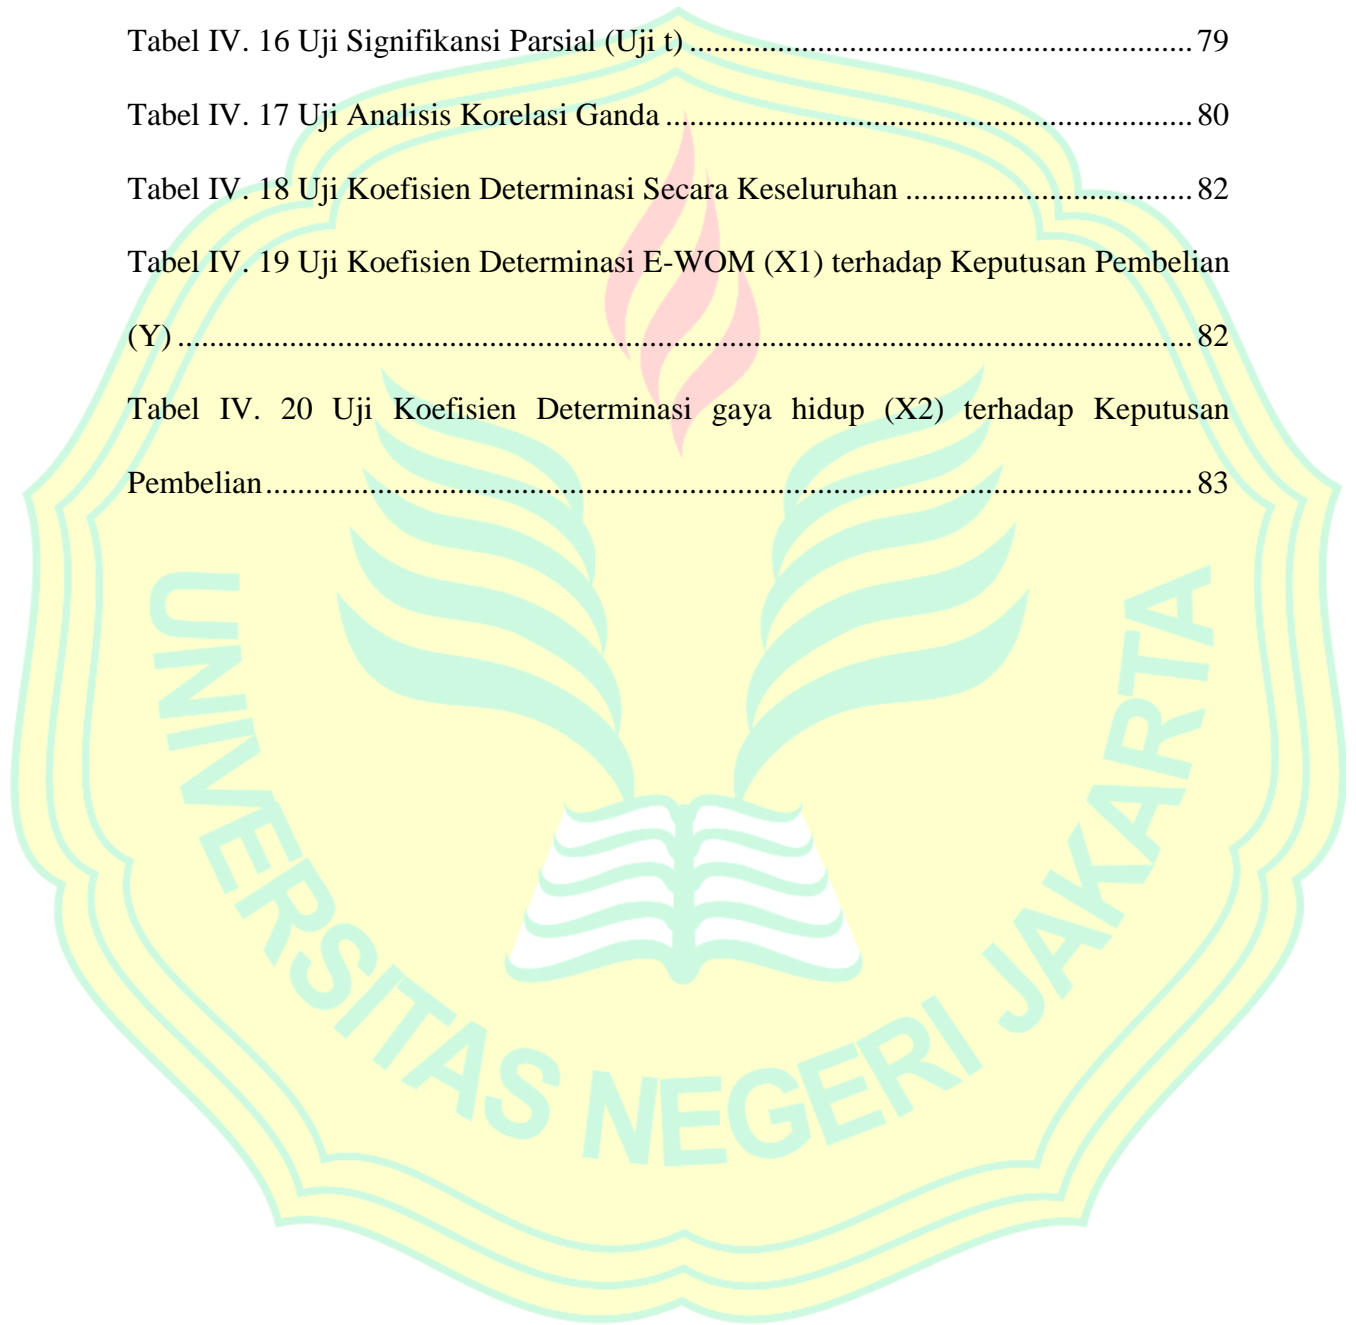 Tabel IV. 16 Uji Signifikansi Parsial (Uji t) ..................................................... 79
Tabel IV. 17 Uji Analisis Korelasi Ganda ....................................................... 80
Tabel IV. 18 Uji Koefisien Determinasi Secara Keseluruhan .............................. 82
Tabel IV. 19 Uji Koefisien Determinasi E-WOM (X1) terhadap Keputusan Pembelian
(Y) ........................................................................................................... 82
Tabel IV. 20 Uji Koefisien Determinasi gaya hidup (X2) terhadap Keputusan
Pembelian .................................................................................................. 83
UNIVERSITAS NEGERI JAKARTA